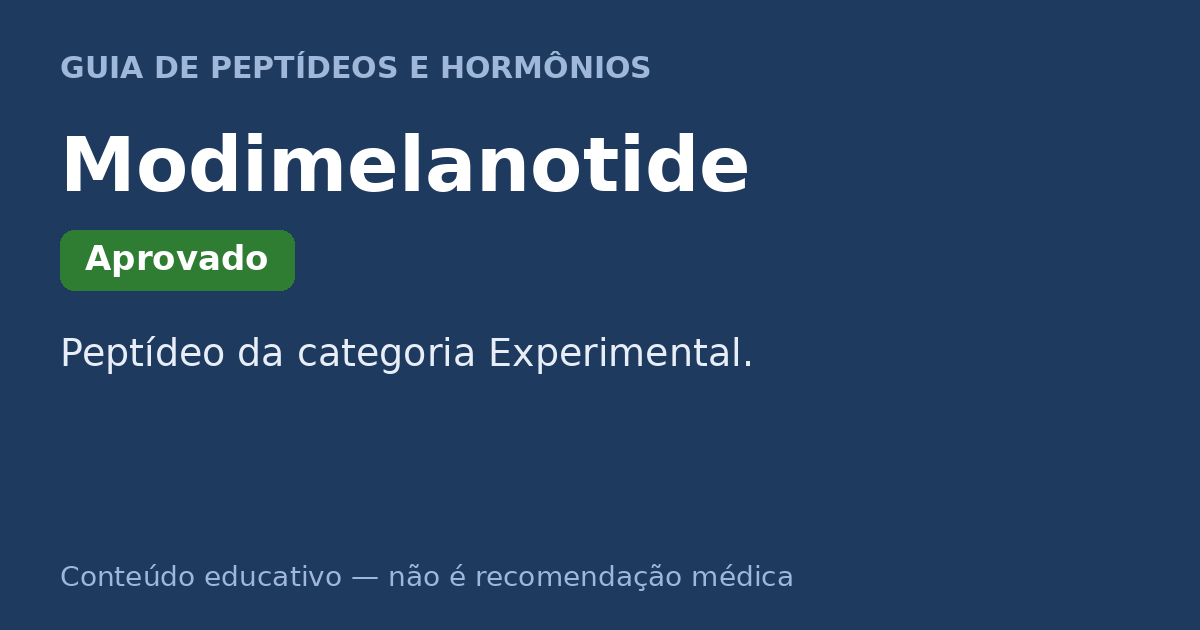 GUIA DE PEPTÍDEOS E HORMÔNIOS
Modimelanotide
Aprovado
Peptídeo da categoria Experimental.
Conteúdo educativo — não é recomendação médica